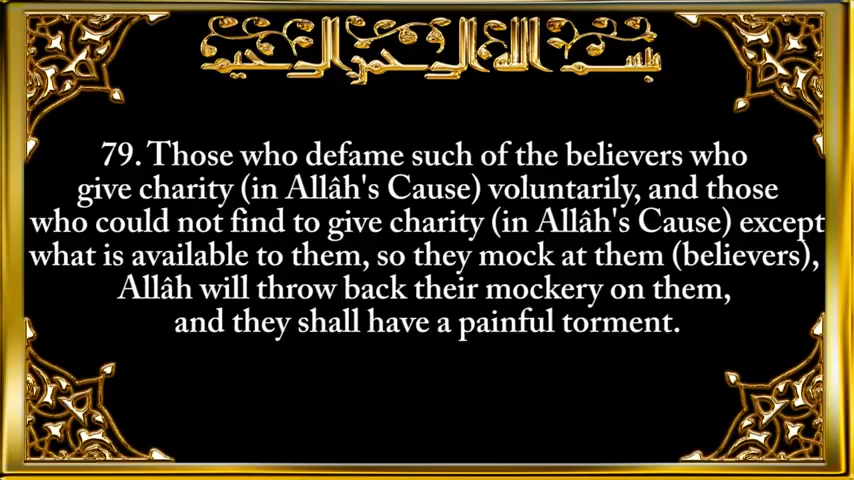 بسم الله الرحمن الرحيم
79. Those who defame such of the believers who
give charity (in Allâh's Cause) voluntarily, and those
who could not find to give charity (in Allâh's Cause) except
what is available to them, so they mock at them (believers),
Allâh will throw back their mockery on them,
and they shall have a painful torment.